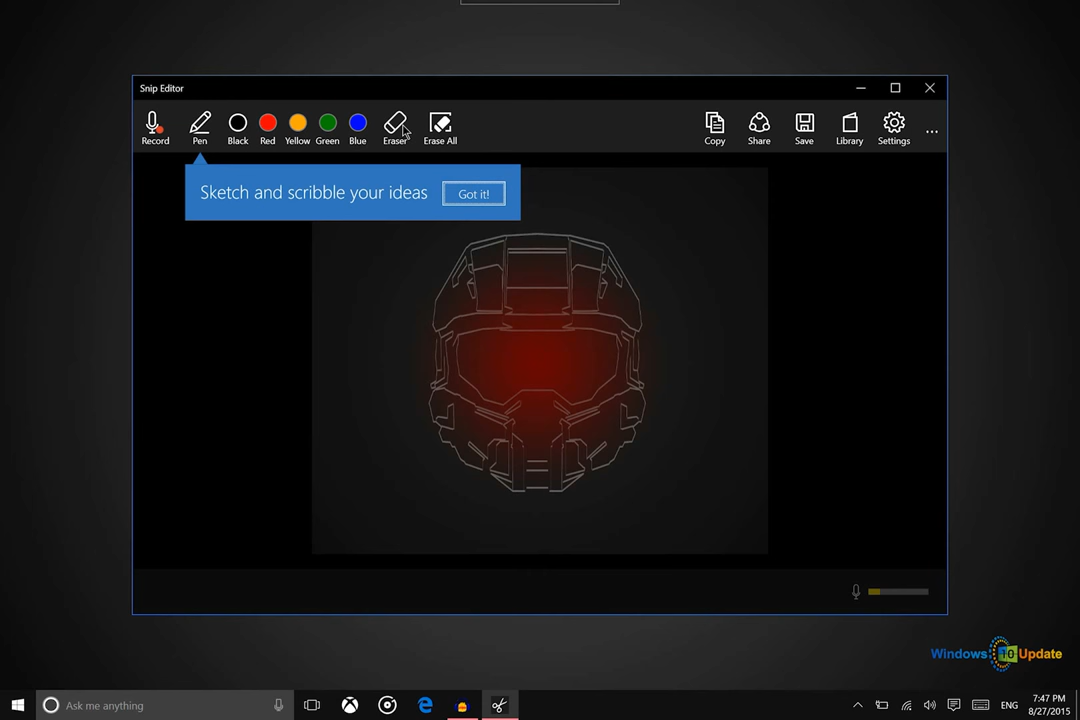 Snip Editor
Record Pen Black Red Yellow Green Blue Eraser Erase All Copy Share Save Library Settings ...
Sketch and scribble your ideas Got it!
Windows 10 Update
Ask me anything ENG 7:47 PM
8/27/2015